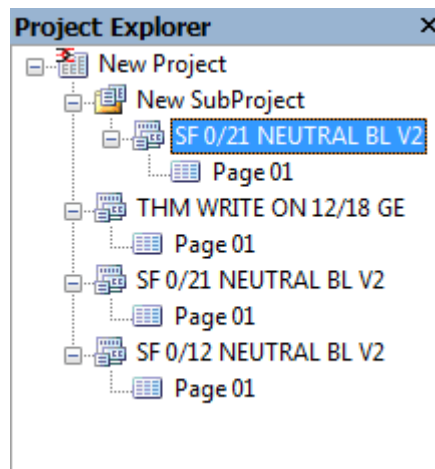 Project Explorer
New Project
New SubProject
SF 0/21 NEUTRAL BL V2
Page 01
THM WRITE ON 12/18 GE
Page 01
SF 0/21 NEUTRAL BL V2
Page 01
SF 0/12 NEUTRAL BL V2
Page 01